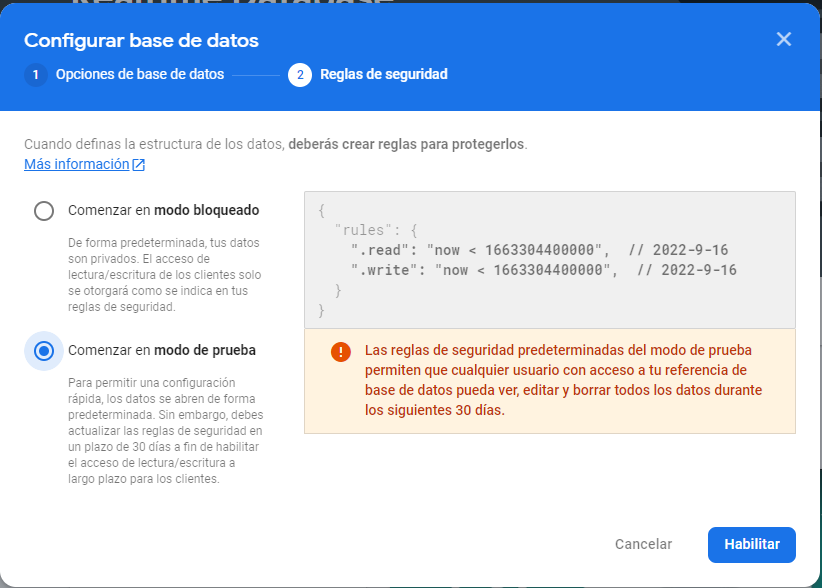 Realtime Database
Configurar base de datos
1 Opciones de base de datos
2 Reglas de seguridad
Cuando definas la estructura de los datos, deberás crear reglas para protegerlos.
Más información
Comenzar en modo bloqueado
De forma predeterminada, tus datos
son privados. El acceso de
lectura/escritura de los clientes solo
se otorgará como se indica en tus
reglas de seguridad.
Comenzar en modo de prueba
Para permitir una configuración
rápida, los datos se abren de forma
predeterminada. Sin embargo, debes
actualizar las reglas de seguridad en
un plazo de 30 días a fin de habilitar
el acceso de lectura/escritura a
largo plazo para los clientes.
{
"rules": {
".read": "now < 1663304400000", // 2022-9-16
".write": "now < 1663304400000", // 2022-9-16
}
}
Las reglas de seguridad predeterminadas del modo de prueba
permiten que cualquier usuario con acceso a tu referencia de
base de datos pueda ver, editar y borrar todos los datos durante
los siguientes 30 días.
Cancelar
Habilitar